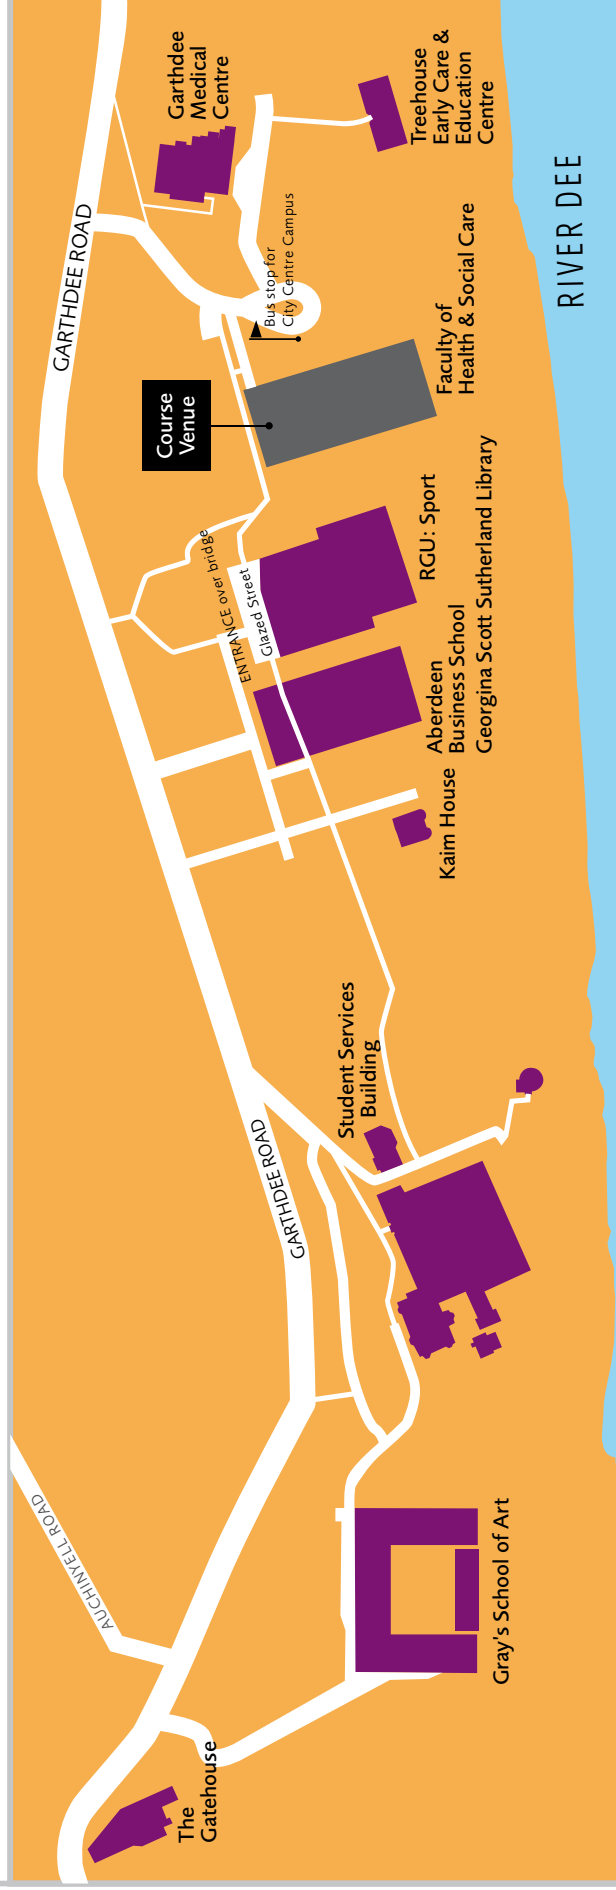 The
Gatehouse
AUCHINYELL ROAD
Gray's School of Art
GARTHDEE ROAD
Student Services
Building
Kaim House
Aberdeen
Business School
Georgina Scott Sutherland Library
RGU: Sport
ENTRANCE over bridge
Glazed Street
Course
Venue
Faculty of
Health & Social Care
GARTHDEE ROAD
Bus stop for
City Centre Campus
Garthdee
Medical
Centre
Treehouse
Early Care &
Education
Centre
RIVER DEE